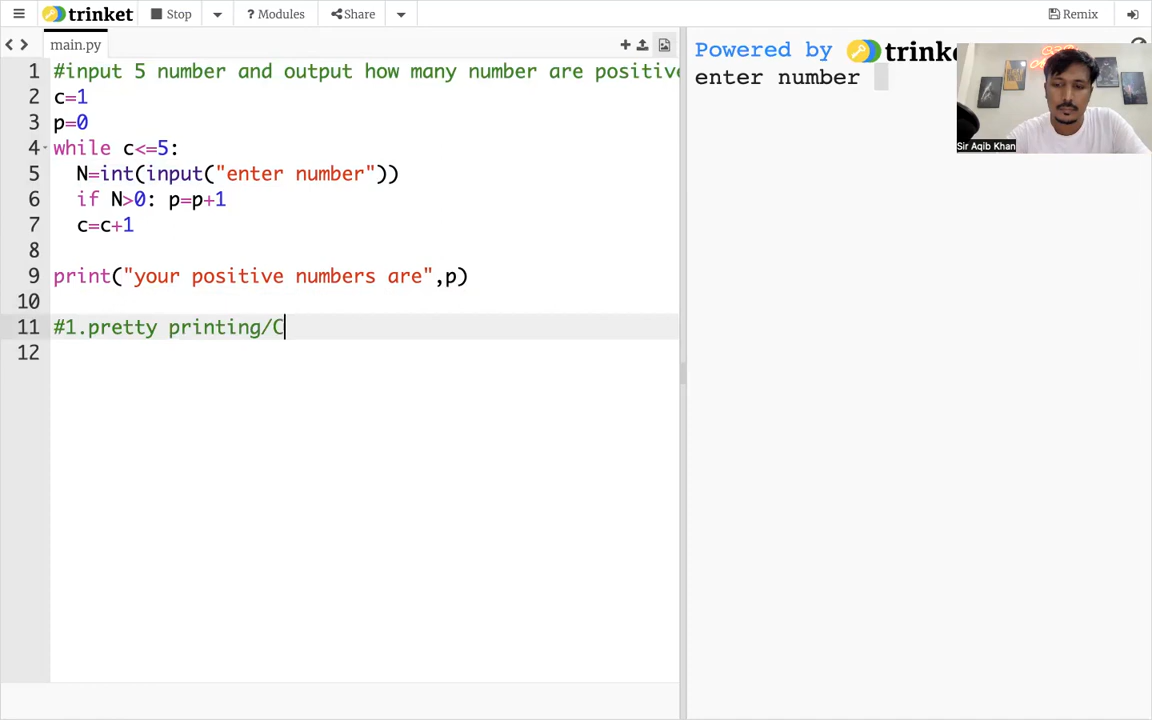 trinket Stop ? Modules Share Remix
main.py
1 #input 5 number and output how many number are positive
2 c=1
3 p=0
4 while c<=5:
5 N=int(input("enter number"))
6 if N>0: p=p+1
7 c=c+1
8
9 print("your positive numbers are",p)
10
11 #1.pretty printing/C
12
Powered by trinke
enter number
Sir Aqib Khan